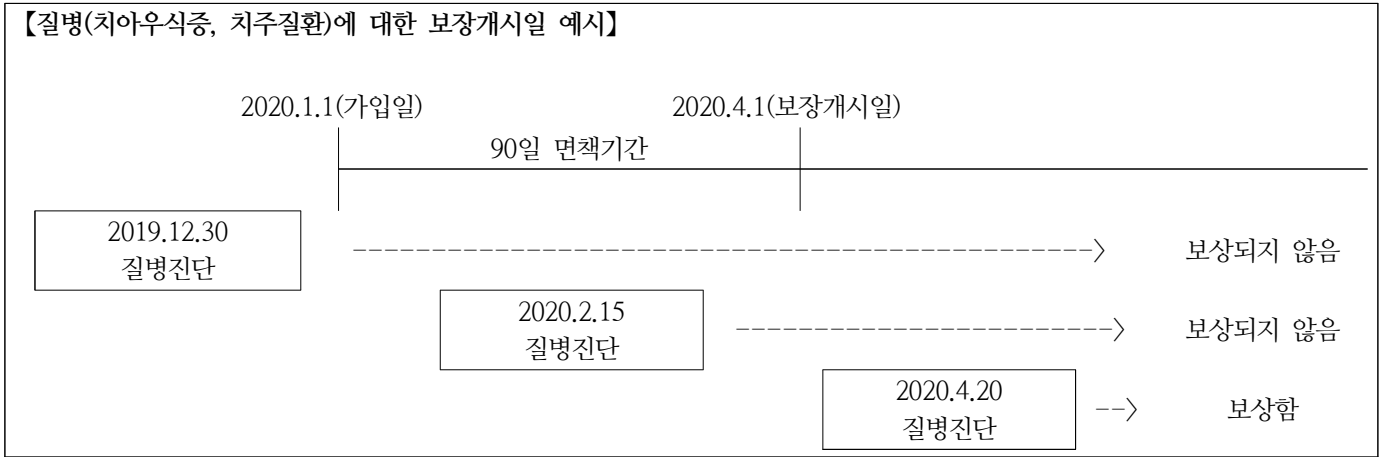 【질병(치아우식증, 치주질환)에 대한 보장개시일 예시】
2020.1.1(가입일) 2020.4.1(보장개시일)
90일 면책기간
2019.12.30
질병진단
보상되지 않음
2020.2.15
질병진단
보상되지 않음
2020.4.20
질병진단
보상함